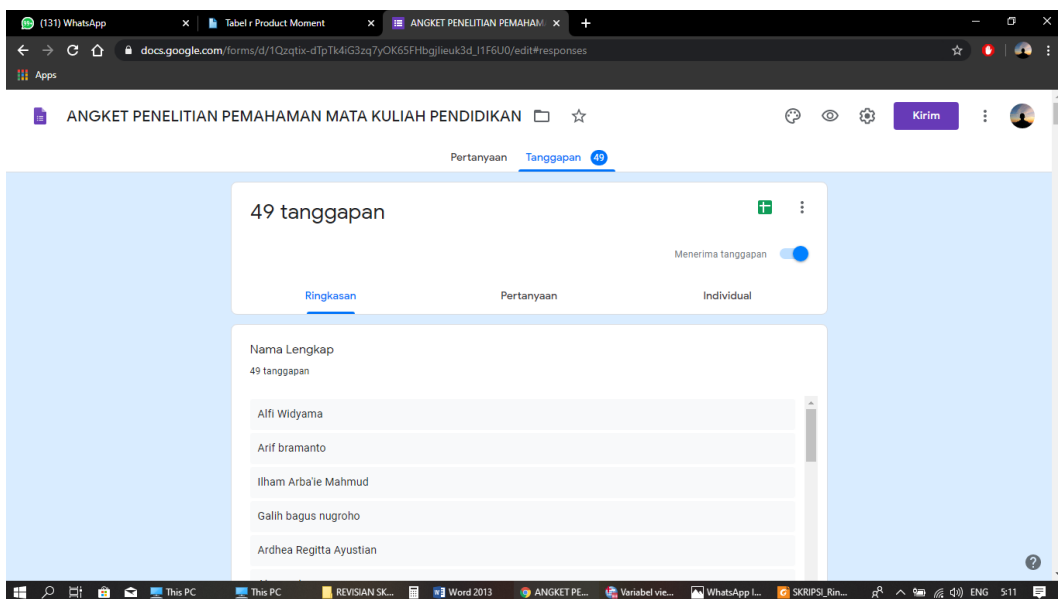 (131) WhatsApp
Tabel r Product Moment
ANGKET PENELITIAN PEMAHAM
docs.google.com/forms/d/1Qzqtix-dTpTk4iG3zq7yOK65FHbgjlieuk3d_l1F6U0/edit#responses
Apps
ANGKET PENELITIAN PEMAHAMAN MATA KULIAH PENDIDIKAN
Kirim
Pertanyaan Tanggapan 49
49 tanggapan
Menerima tanggapan
Ringkasan Pertanyaan Individual
Nama Lengkap
49 tanggapan
Alfi Widyama
Arif bramanto
Ilham Arba'ie Mahmud
Galih bagus nugroho
Ardhea Regitta Ayustian
This PC This PC REVISIAN SK... Word 2013 ANGKET PE... Variabel vie... WhatsApp I... SKRIPSI_Rin... ENG 5:11